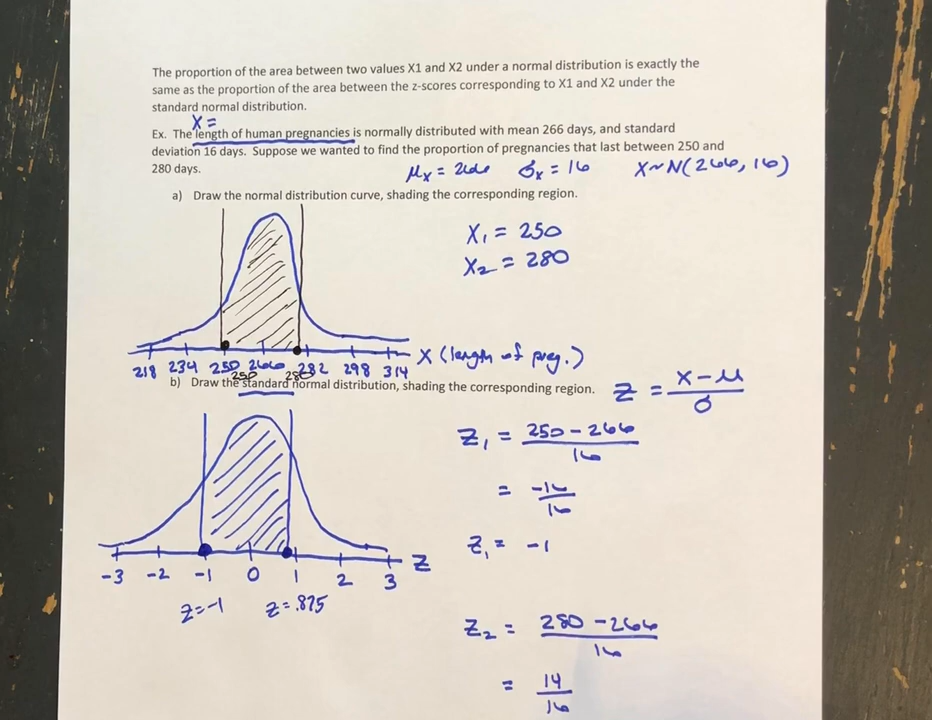 The proportion of the area between two values X1 and X2 under a normal distribution is exactly the
same as the proportion of the area between the z-scores corresponding to X1 and X2 under the
standard normal distribution.
X =
Ex. The length of human pregnancies is normally distributed with mean 266 days, and standard
deviation 16 days. Suppose we wanted to find the proportion of pregnancies that last between 250 and
280 days.
μx = 266 σx = 16 X~N(266, 16)
a) Draw the normal distribution curve, shading the corresponding region.
X₁ = 250
X₂ = 280
X (length of preg.)
218 234 250 266 282 298 314
250 280
b) Draw the standard normal distribution, shading the corresponding region.
Z = X-μ / σ
Z₁ = 250-266 / 16
= -16 / 16
Z₁ = -1
Z
-3 -2 -1 0 1 2 3
Z=-1 Z=.875
Z₂ = 280-266 / 16
= 14 / 16